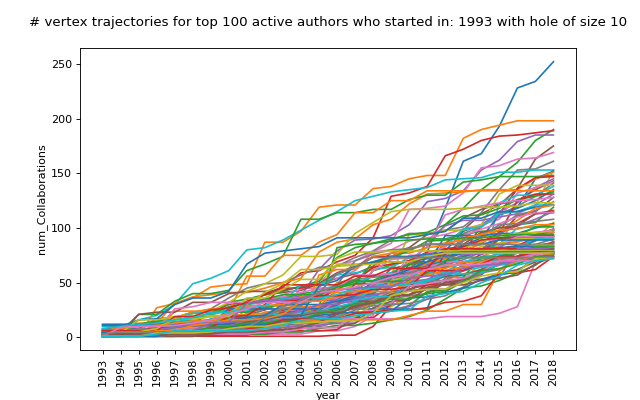 # vertex trajectories for top 100 active authors who started in: 1993 with hole of size 10
250
200
150
100
50
0
num_Collaborations
1993 1994 1995 1996 1997 1998 1999 2000 2001 2002 2003 2004 2005 2006 2007 2008 2009 2010 2011 2012 2013 2014 2015 2016 2017 2018
year